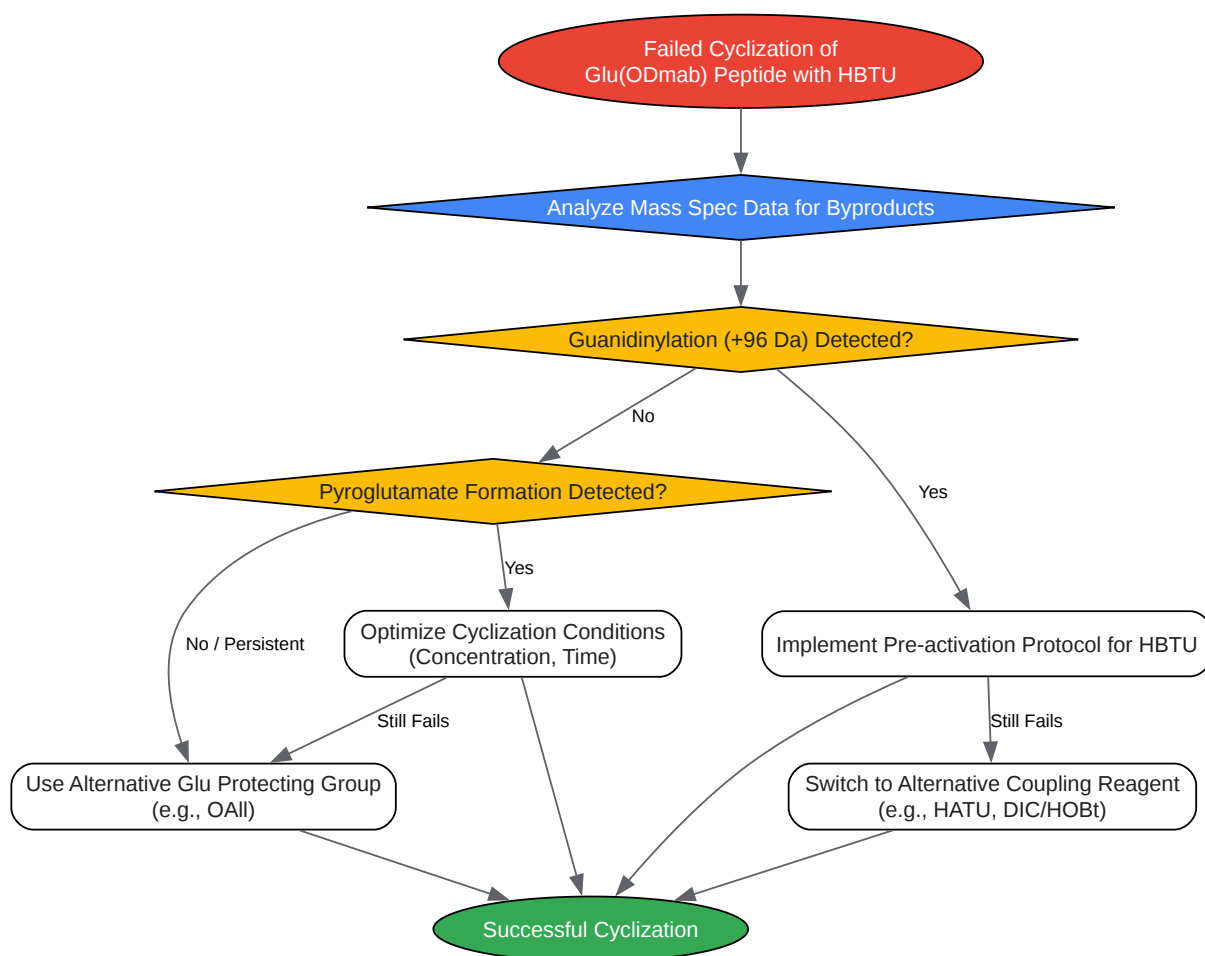 Failed Cyclization of
Glu(ODmab) Peptide with HBTU
Analyze Mass Spec Data for Byproducts
Guanidinylation (+96 Da) Detected?
No
Yes
Pyroglutamate Formation Detected?
Yes
No / Persistent
Optimize Cyclization Conditions
(Concentration, Time)
Implement Pre-activation Protocol for HBTU
Still Fails
Still Fails
Use Alternative Glu Protecting Group
(e.g., OAll)
Switch to Alternative Coupling Reagent
(e.g., HATU, DIC/HOBt)
Successful Cyclization